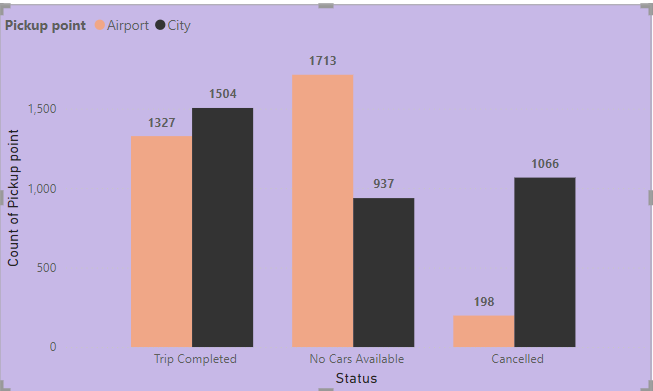 Pickup point Airport City
1713
1504
1,500
1327
1066
1,000
937
Count of Pickup point
500
198
0
Trip Completed No Cars Available Cancelled
Status